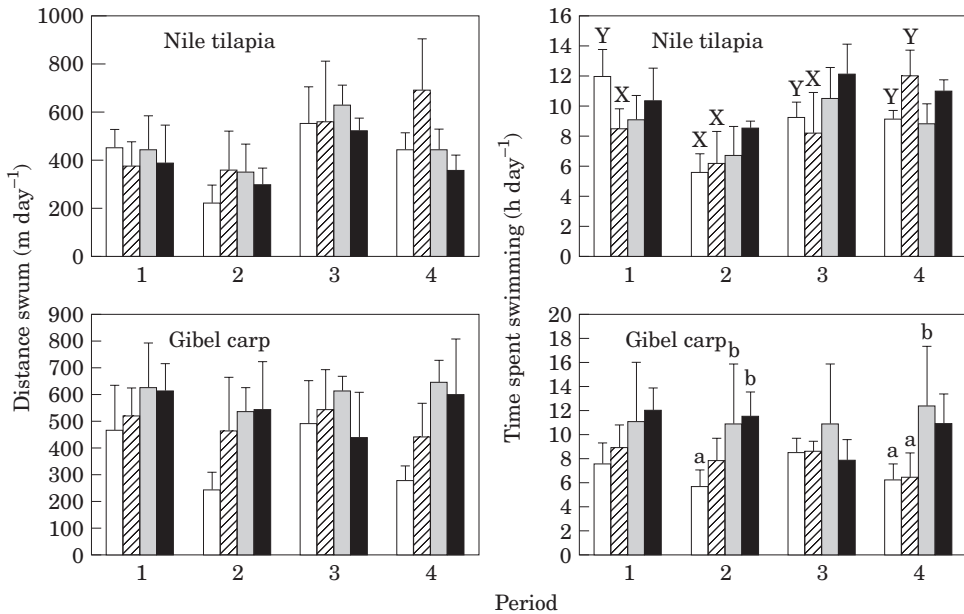 Distance swum (m day⁻¹)
1000
800
600
400
200
0
Nile tilapia
1 2 3 4
900
800
700
600
500
400
300
200
100
0
Gibel carp
1 2 3 4
Time spent swimming (h day⁻¹)
16
14
12
10
8
6
4
2
0
Nile tilapia
Y X X X Y X Y Y
1 2 3 4
20
18
16
14
12
10
8
6
4
2
0
Gibel carp
a b b a a b
1 2 3 4
Period